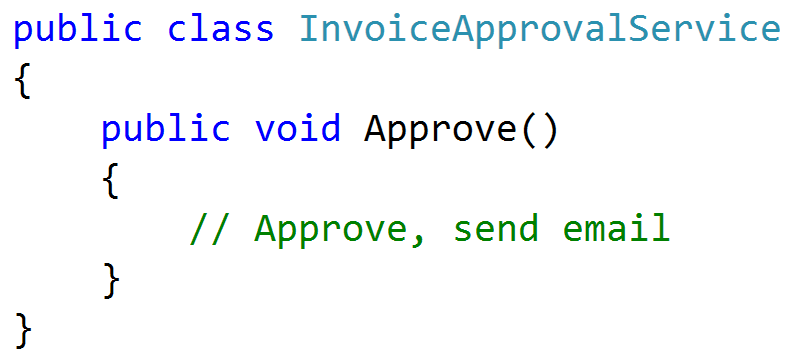 public class InvoiceApprovalService
{
    public void Approve()
    {
        // Approve, send email
    }
}